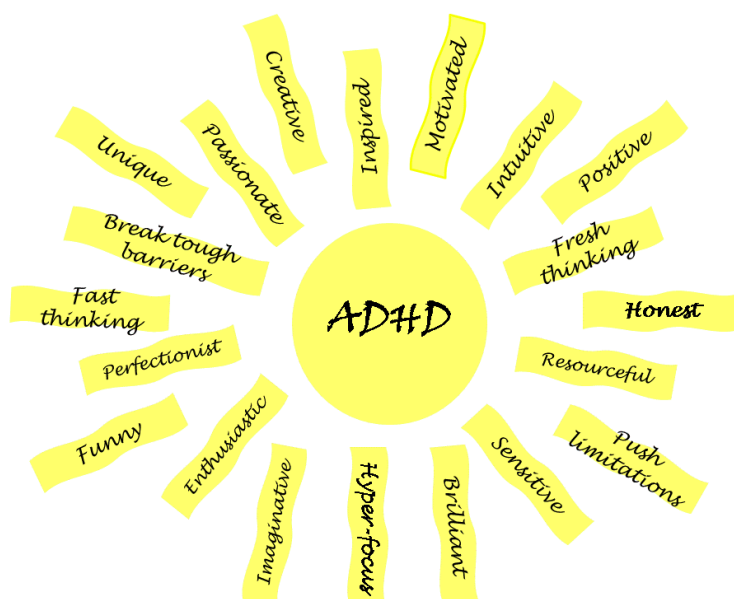 Creative
Inspired
Motivated
Intuitive
Positive
Unique
Passionate
Break tough
barriers
Fresh
thinking
Fast
thinking
ADHD
Honest
Perfectionist
Resourceful
Funny
Enthusiastic
Imaginative
Hyper-focus
Brilliant
Sensitive
Push
limitations